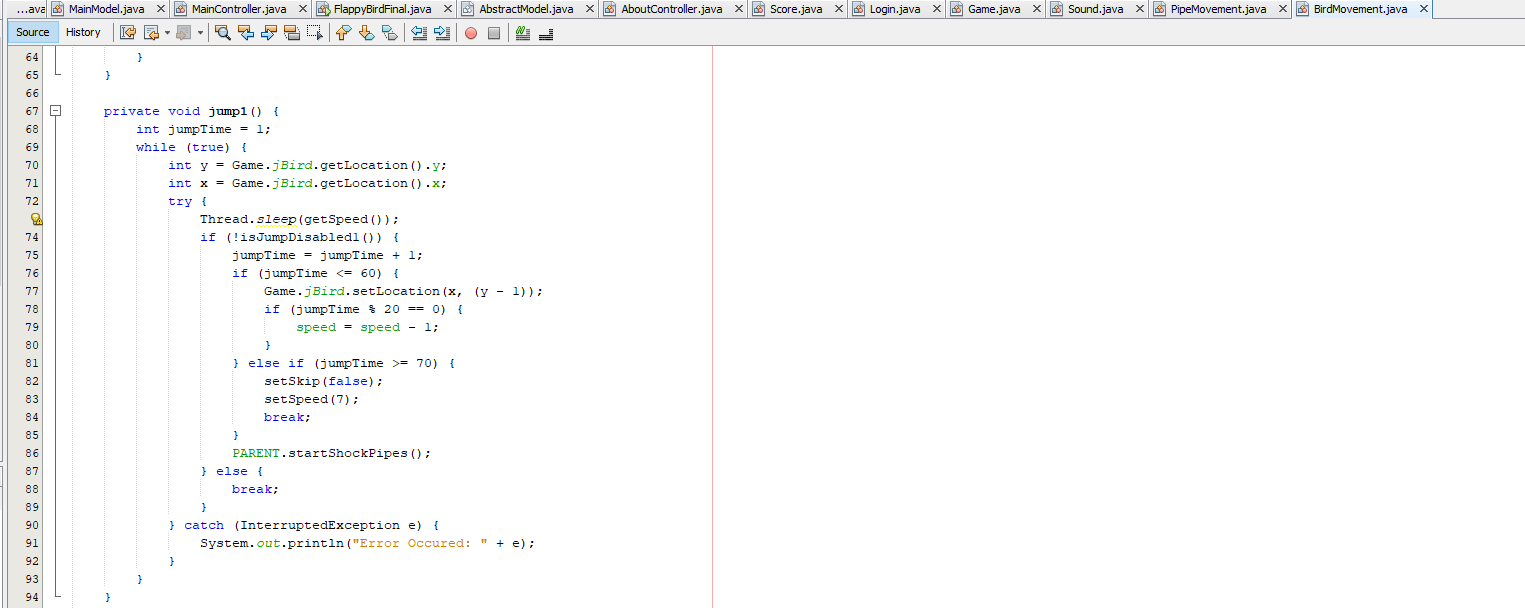 ...ava MainModel.java MainController.java FlappyBirdFinal.java AbstractModel.java AboutController.java Score.java Login.java Game.java Sound.java PipeMovement.java BirdMovement.java
Source History
64 }
65 }
66
67 private void jump1() {
68 int jumpTime = 1;
69 while (true) {
70 int y = Game.jBird.getLocation().y;
71 int x = Game.jBird.getLocation().x;
72 try {
Thread.sleep(getSpeed());
74 if (!isJumpDisabled1()) {
75 jumpTime = jumpTime + 1;
76 if (jumpTime <= 60) {
77 Game.jBird.setLocation(x, (y - 1));
78 if (jumpTime % 20 == 0) {
79 speed = speed - 1;
80 }
81 } else if (jumpTime >= 70) {
82 setSkip(false);
83 setSpeed(7);
84 break;
85 }
86 PARENT.startShockPipes();
87 } else {
88 break;
89 }
90 } catch (InterruptedException e) {
91 System.out.println("Error Occured: " + e);
92 }
93 }
94 }